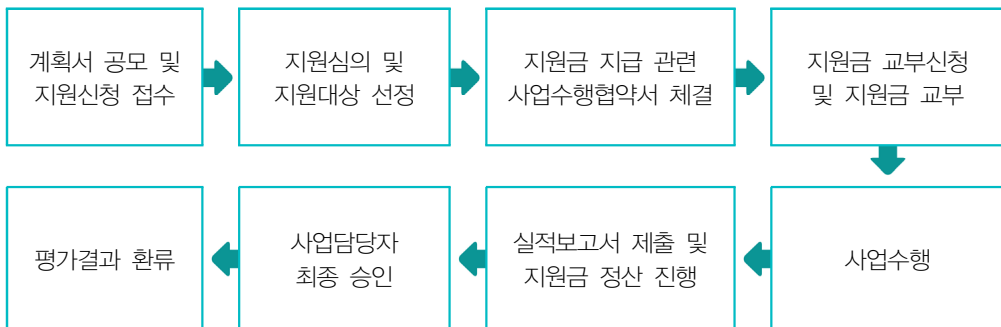 계획서 공모 및
지원신청 접수
지원심의 및
지원대상 선정
지원금 지급 관련
사업수행협약서 체결
지원금 교부신청
및 지원금 교부
사업수행
실적보고서 제출 및
지원금 정산 진행
사업담당자
최종 승인
평가결과 환류